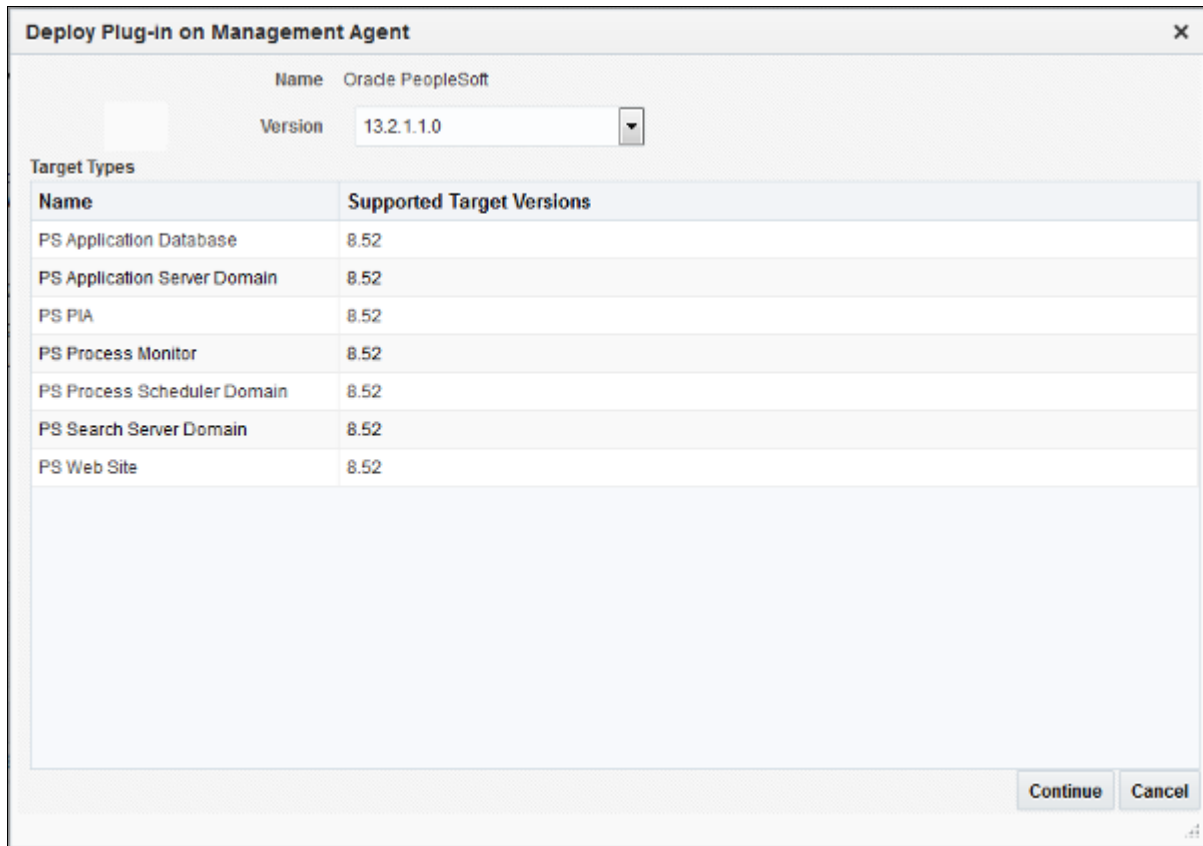 Deploy Plug-in on Management Agent
Name Oracle PeopleSoft
Version 13.2.1.1.0
Target Types
Name Supported Target Versions
PS Application Database 8.52
PS Application Server Domain 8.52
PS PIA 8.52
PS Process Monitor 8.52
PS Process Scheduler Domain 8.52
PS Search Server Domain 8.52
PS Web Site 8.52
Continue Cancel